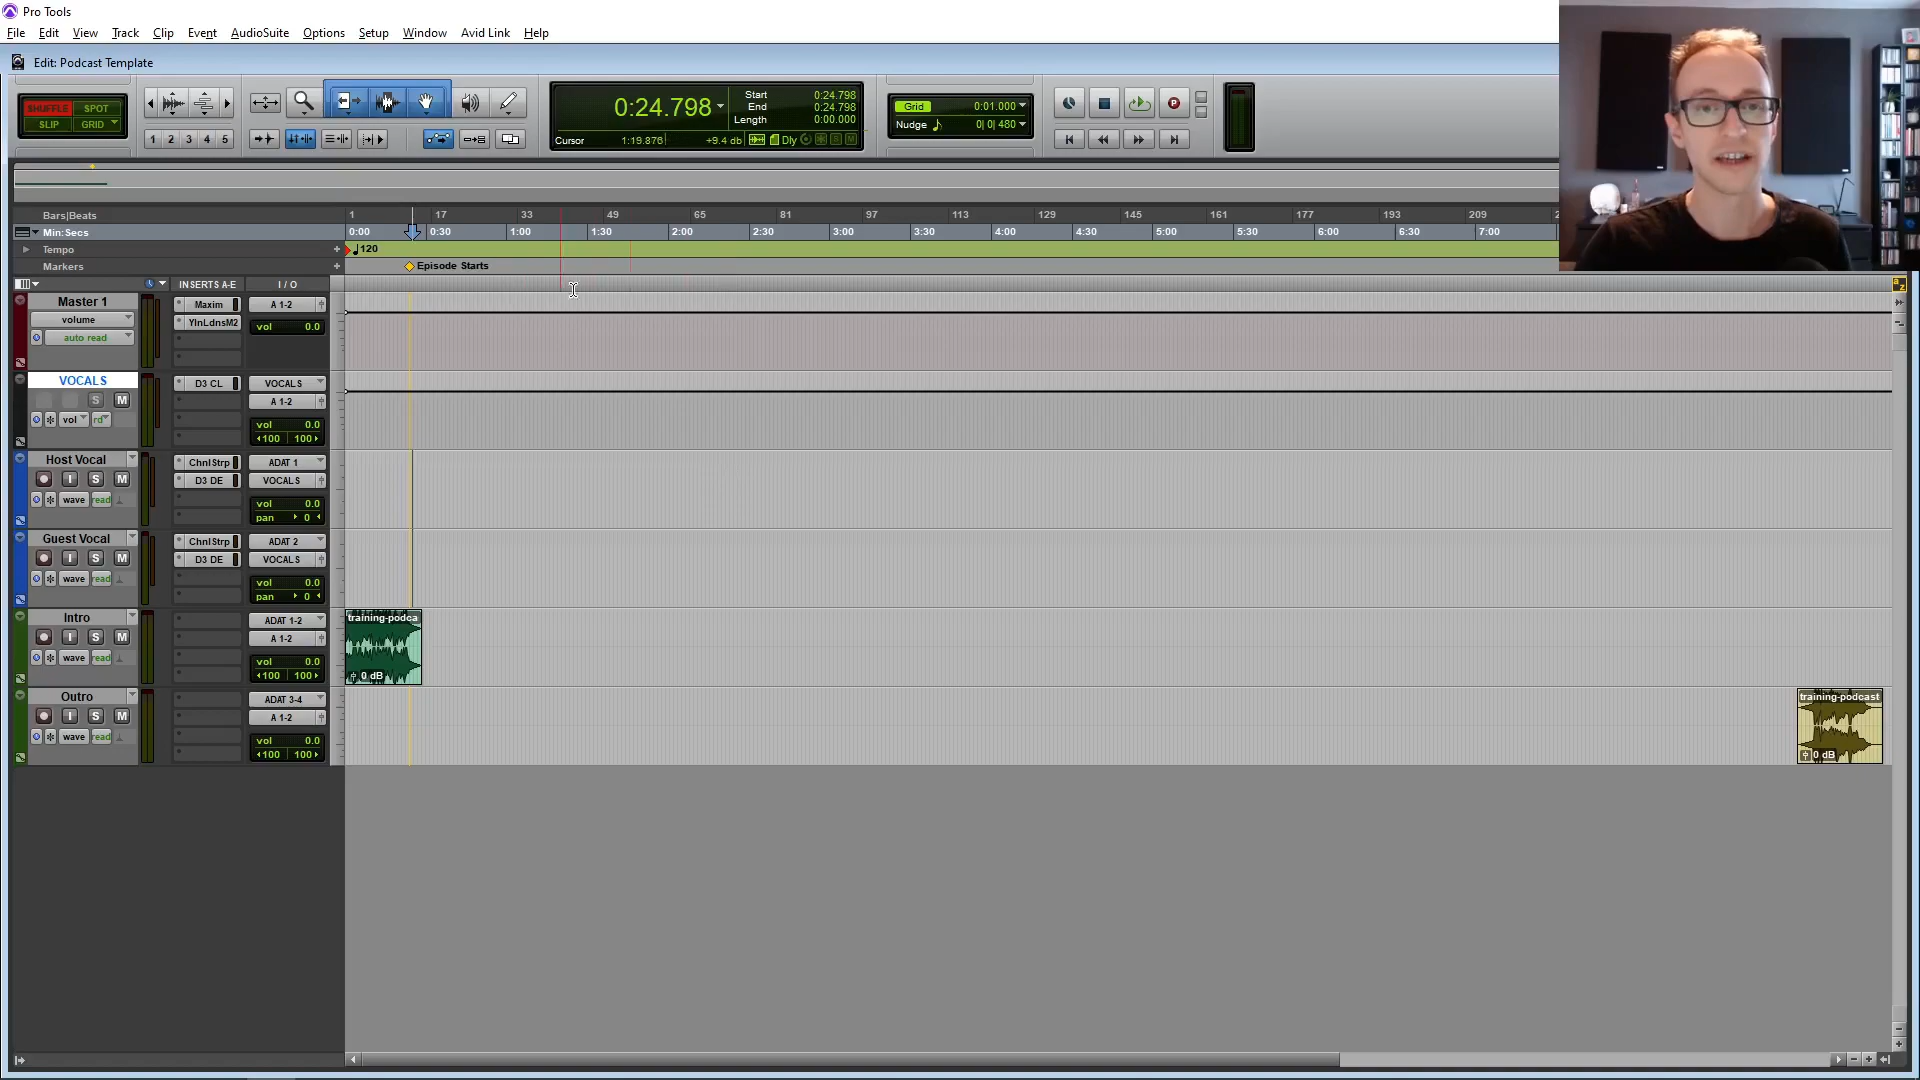 Pro Tools
File Edit View Track Clip Event AudioSuite Options Setup Window Avid Link Help
Edit: Podcast Template
SHUFFLE SPOT
SLIP GRID
1 2 3 4 5
0:24.798
Start 0:24.798
End 0:24.798
Length 0:00.000
Cursor 1:19.876 +9.4 db Dly S M
Grid 0:01.000
Nudge 0| 0| 480
Bars|Beats 1 17 33 49 65 81 97 113 129 145 161 177 193 209
Min:Secs 0:00 0:30 1:00 1:30 2:00 2:30 3:00 3:30 4:00 4:30 5:00 5:30 6:00 6:30 7:00
Tempo + 120
Markers + Episode Starts
INSERTS A-E I / O
Master 1
volume
auto read
Maxim A 1-2
YlnLdnsM2 vol 0.0
VOCALS
S M
vol rd
D3 CL VOCALS
A 1-2
vol 0.0
100 100
Host Vocal
I S M
wave read
ChnlStrp ADAT 1
D3 DE VOCALS
vol 0.0
pan 0
Guest Vocal
I S M
wave read
ChnlStrp ADAT 2
D3 DE VOCALS
vol 0.0
pan 0
Intro
I S M
wave read
ADAT 1-2
A 1-2
vol 0.0
100 100
training-podca
0 dB
Outro
I S M
wave read
ADAT 3-4
A 1-2
vol 0.0
100 100
training-podcast
0 dB